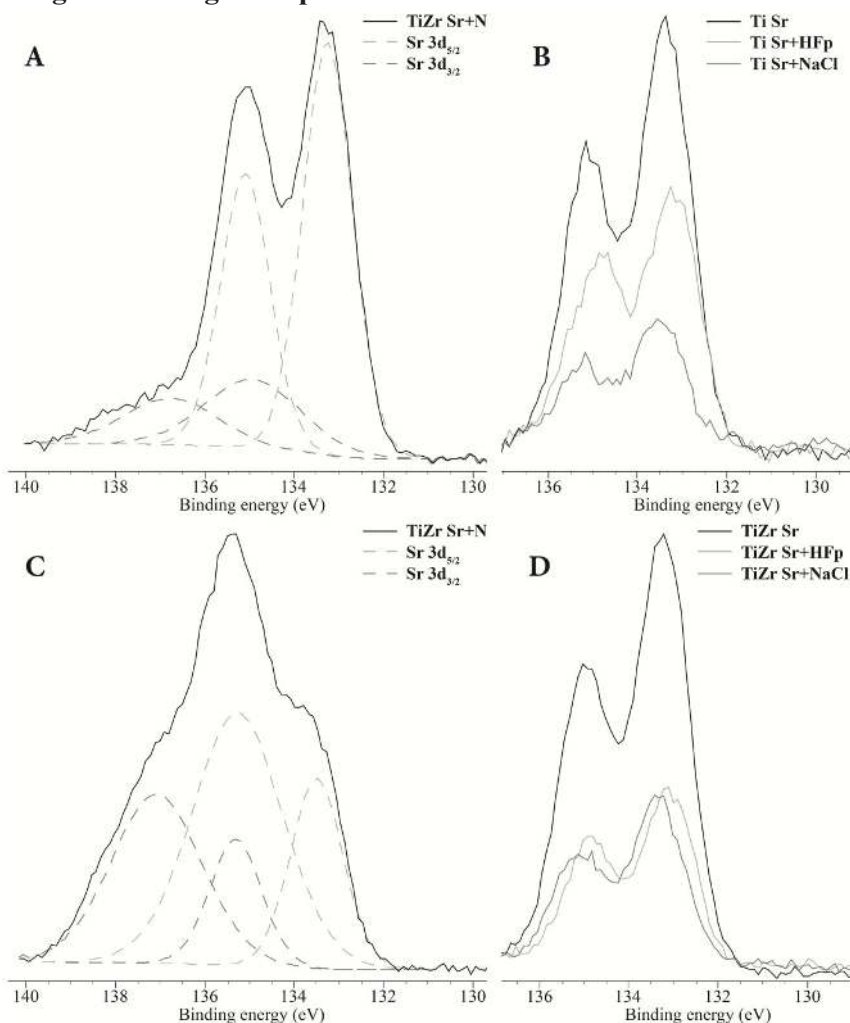 A
TiZr Sr+N
Sr 3d5/2
Sr 3d3/2
140 138 136 134 132 130
Binding energy (eV)
B
Ti Sr
Ti Sr+HFp
Ti Sr+NaCl
136 134 132 130
Binding energy (eV)
C
TiZr Sr+N
Sr 3d5/2
Sr 3d3/2
140 138 136 134 132 130
Binding energy (eV)
D
TiZr Sr
TiZr Sr+HFp
TiZr Sr+NaCl
136 134 132 130
Binding energy (eV)